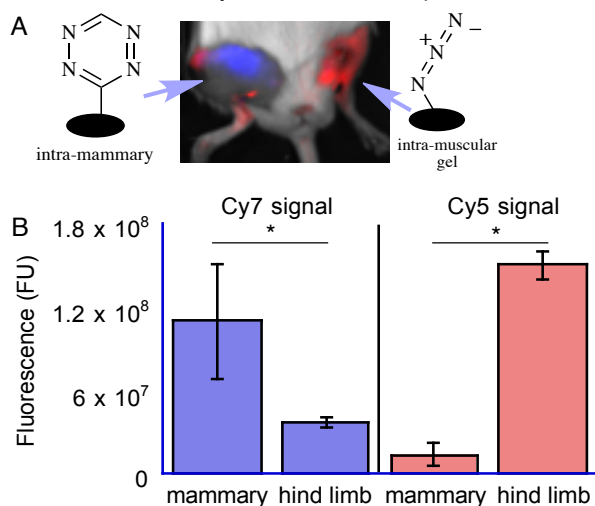 A
N N
N N
N
+
N
N
−
intra-mammary
intra-muscular
gel
B
Cy7 signal
Cy5 signal
*
*
Fluorescence (FU)
1.8 x 10⁸
1.2 x 10⁸
6 x 10⁷
0
mammary hind limb mammary hind limb